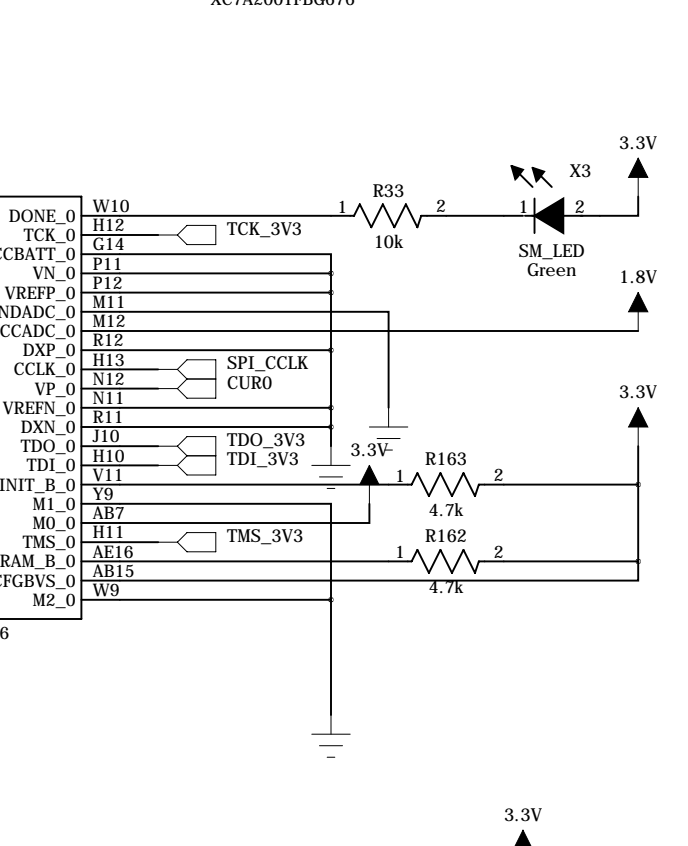 3.3V
X3
R33
1 2
10k
1 2
SM_LED
Green
DONE_0 W10
TCK_0 H12 TCK_3V3
CCBATT_0 G14
VN_0 P11
VREFP_0 P12
NDADC_0 M11
1.8V
CCADC_0 M12
DXP_0 R12
CCLK_0 H13 SPI_CCLK
VP_0 N12 CUR0
3.3V
VREFN_0 N11
DXN_0 R11
TDO_0 J10 TDO_3V3
TDI_0 H10 TDI_3V3
3.3V
R163
INIT_B_0 V11 1 2
4.7k
M1_0 Y9
M0_0 AB7
TMS_0 H11 TMS_3V3
R162
RAM_B_0 AE16 1 2
4.7k
CFGBVS_0 AB15
M2_0 W9
6
3.3V